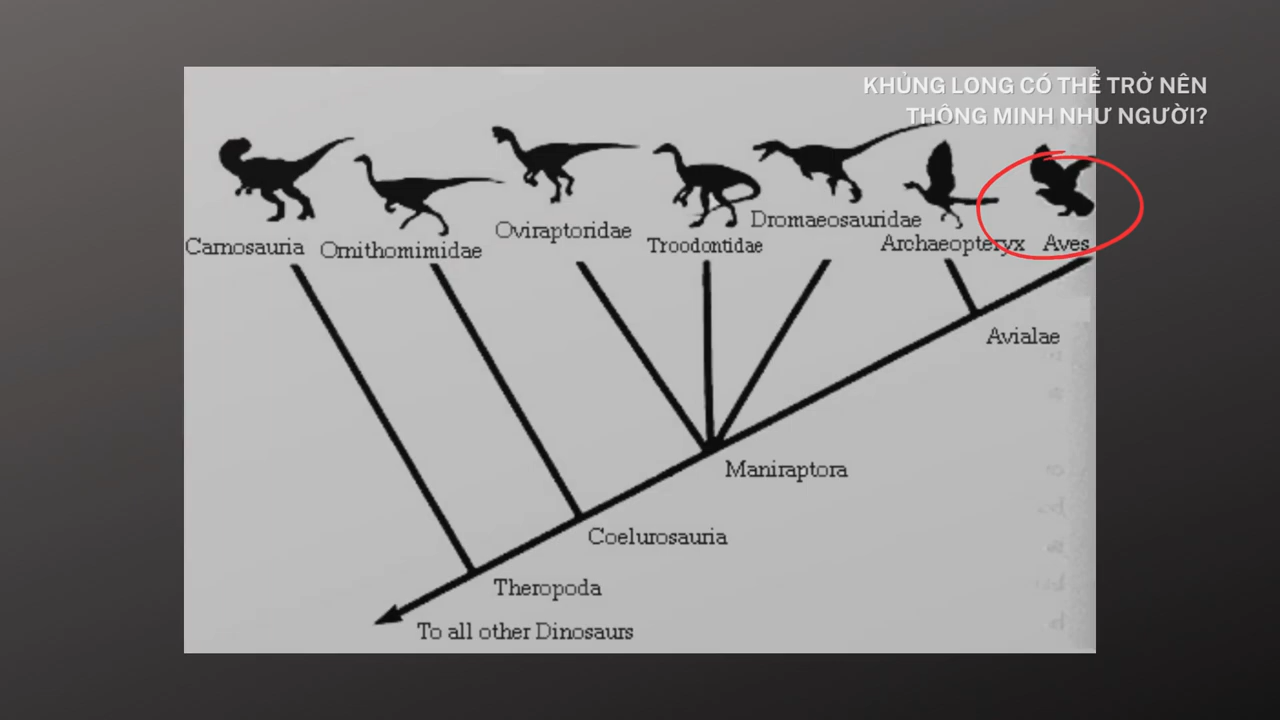 KHỦNG LONG CÓ THỂ TRỞ NÊN
THÔNG MINH NHƯ NGƯỜI?
Carnosauria
Ornithomimidae
Oviraptoridae
Troodontidae
Dromaeosauridae
Archaeopteryx
Aves
Avialae
Maniraptora
Coelurosauria
Theropoda
To all other Dinosaurs